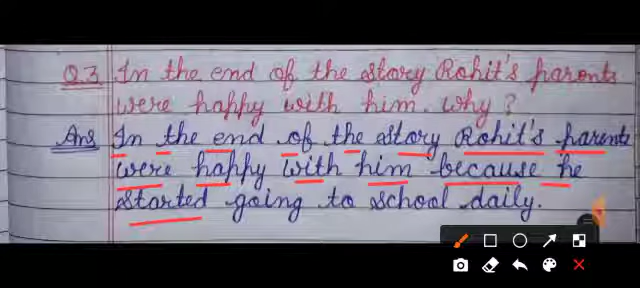 Q.3 In the end of the story Rohit's parents
were happy with him. Why?
Ans In the end of the story Rohit's parents
were happy with him because he
started going to school daily.